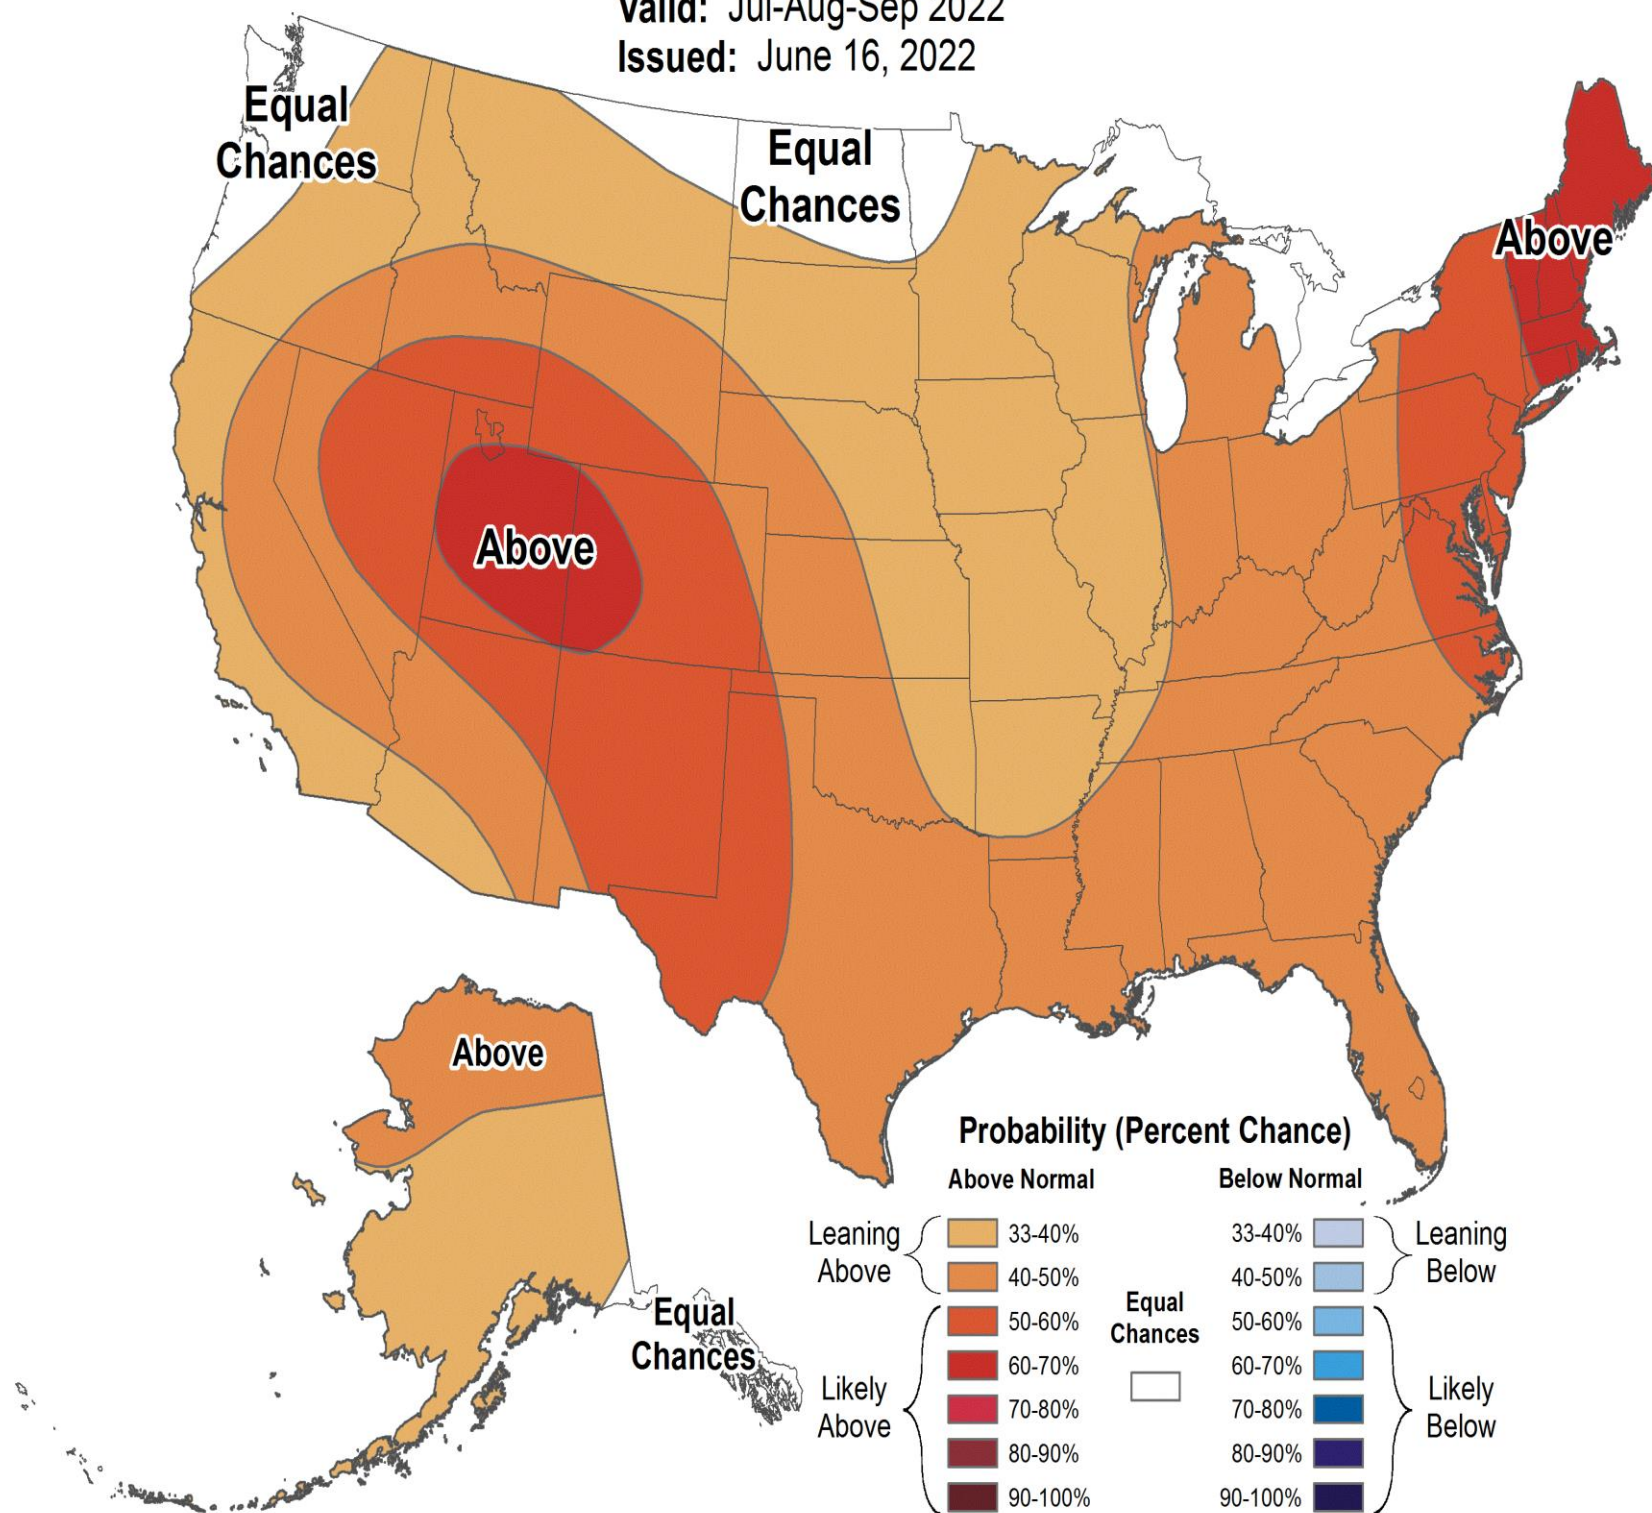 Valid: Jul-Aug-Sep 2022
Issued: June 16, 2022
Equal
Chances
Equal
Chances
Above
Above
Above
Equal
Chances
Probability (Percent Chance)
Above Normal
Below Normal
Leaning
Above
33-40%
40-50%
Likely
Above
50-60%
60-70%
70-80%
80-90%
90-100%
Equal
Chances
33-40%
40-50%
Leaning
Below
50-60%
60-70%
70-80%
80-90%
90-100%
Likely
Below